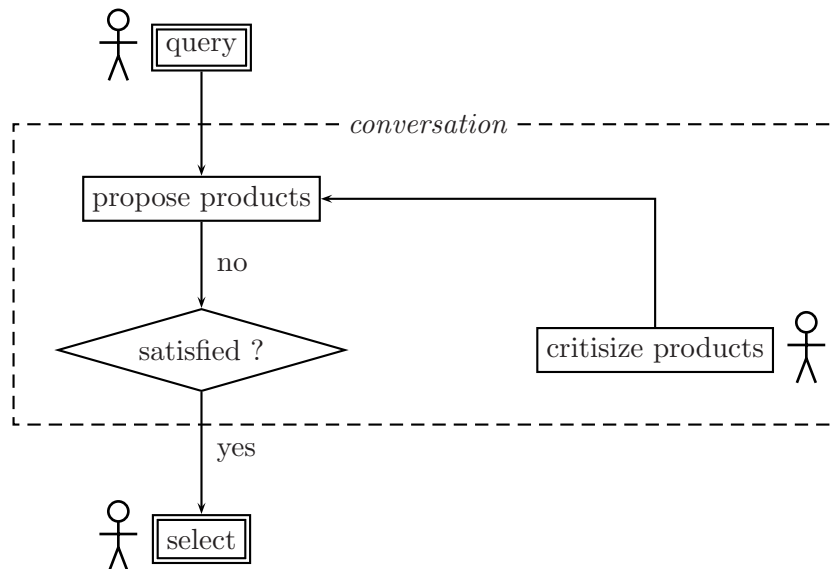 query
conversation
propose products
no
satisfied ?
critisize products
yes
select